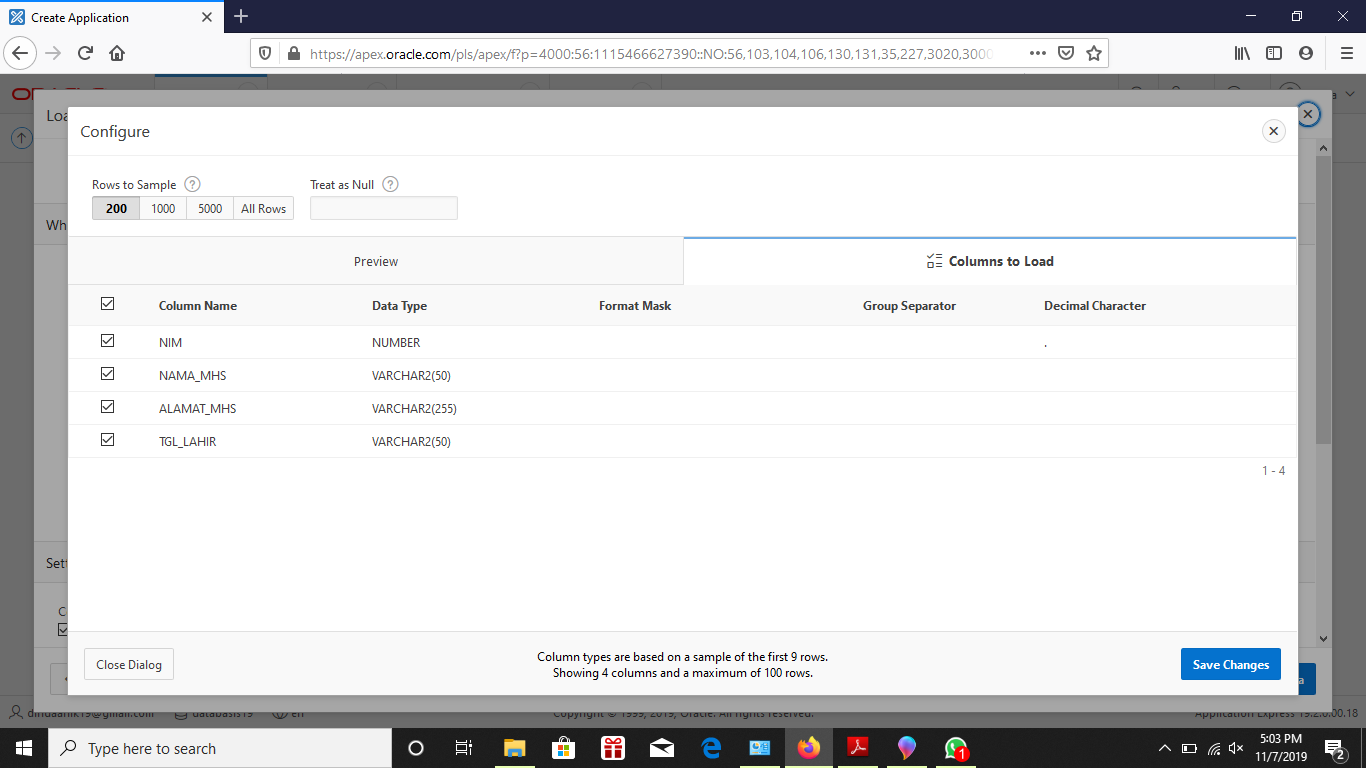 Create Application
https://apex.oracle.com/pls/apex/f?p=4000:56:1115466627390::NO:56,103,104,106,130,131,35,227,3020,3000
Configure
Rows to Sample ? Treat as Null ?
200 1000 5000 All Rows
Preview Columns to Load
Column Name Data Type Format Mask Group Separator Decimal Character
NIM NUMBER .
NAMA_MHS VARCHAR2(50)
ALAMAT_MHS VARCHAR2(255)
TGL_LAHIR VARCHAR2(50)
1 - 4
Close Dialog
Column types are based on a sample of the first 9 rows.
Showing 4 columns and a maximum of 100 rows.
Save Changes
en
Copyright © 1999, 2019, Oracle. All rights reserved.
Application Express 19.2.0.00.18
Type here to search
1
5:03 PM
11/7/2019
2